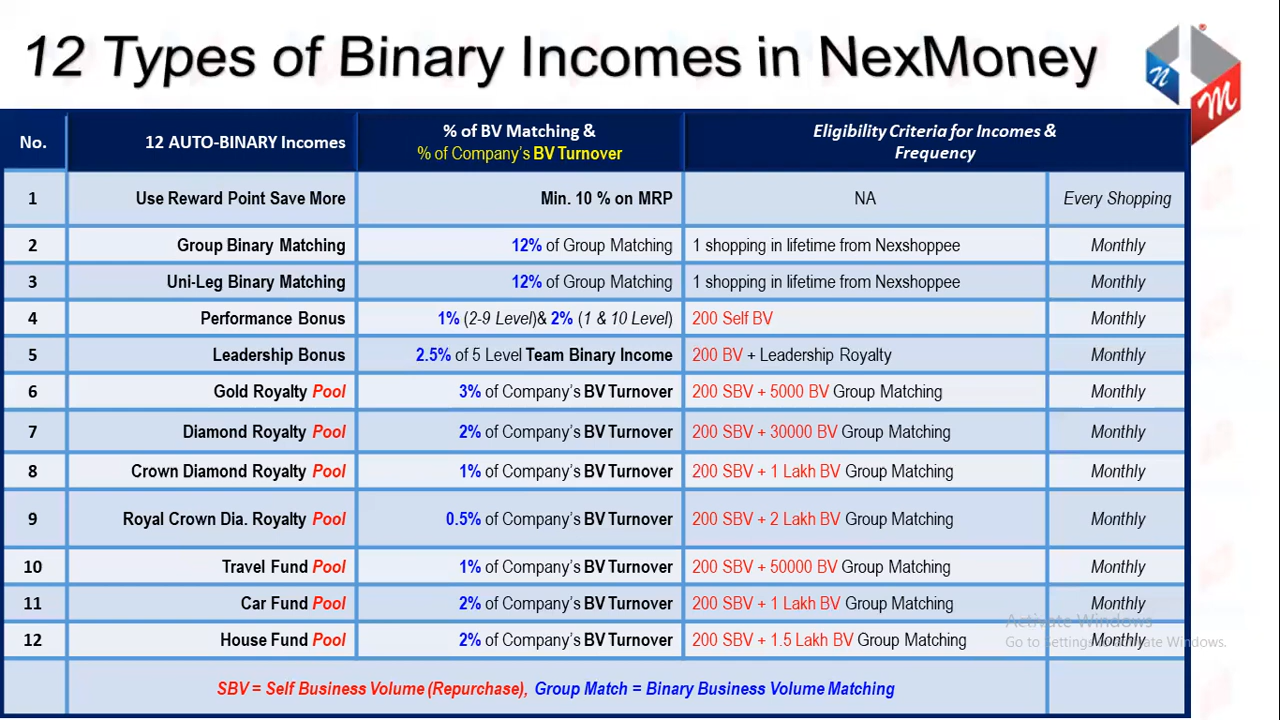 12 Types of Binary Incomes in NexMoney
n
M
No. 12 AUTO-BINARY Incomes % of BV Matching & % of Company's BV Turnover Eligibility Criteria for Incomes & Frequency
1 Use Reward Point Save More Min. 10 % on MRP NA Every Shopping
2 Group Binary Matching 12% of Group Matching 1 shopping in lifetime from Nexshoppee Monthly
3 Uni-Leg Binary Matching 12% of Group Matching 1 shopping in lifetime from Nexshoppee Monthly
4 Performance Bonus 1% (2-9 Level)& 2% (1 & 10 Level) 200 Self BV Monthly
5 Leadership Bonus 2.5% of 5 Level Team Binary Income 200 BV + Leadership Royalty Monthly
6 Gold Royalty Pool 3% of Company's BV Turnover 200 SBV + 5000 BV Group Matching Monthly
7 Diamond Royalty Pool 2% of Company's BV Turnover 200 SBV + 30000 BV Group Matching Monthly
8 Crown Diamond Royalty Pool 1% of Company's BV Turnover 200 SBV + 1 Lakh BV Group Matching Monthly
9 Royal Crown Dia. Royalty Pool 0.5% of Company's BV Turnover 200 SBV + 2 Lakh BV Group Matching Monthly
10 Travel Fund Pool 1% of Company's BV Turnover 200 SBV + 50000 BV Group Matching Monthly
11 Car Fund Pool 2% of Company's BV Turnover 200 SBV + 1 Lakh BV Group Matching Monthly
Activate Windows
12 House Fund Pool 2% of Company's BV Turnover 200 SBV + 1.5 Lakh BV Group Matching Monthly
Go to Settings to activate Windows.
SBV = Self Business Volume (Repurchase), Group Match = Binary Business Volume Matching